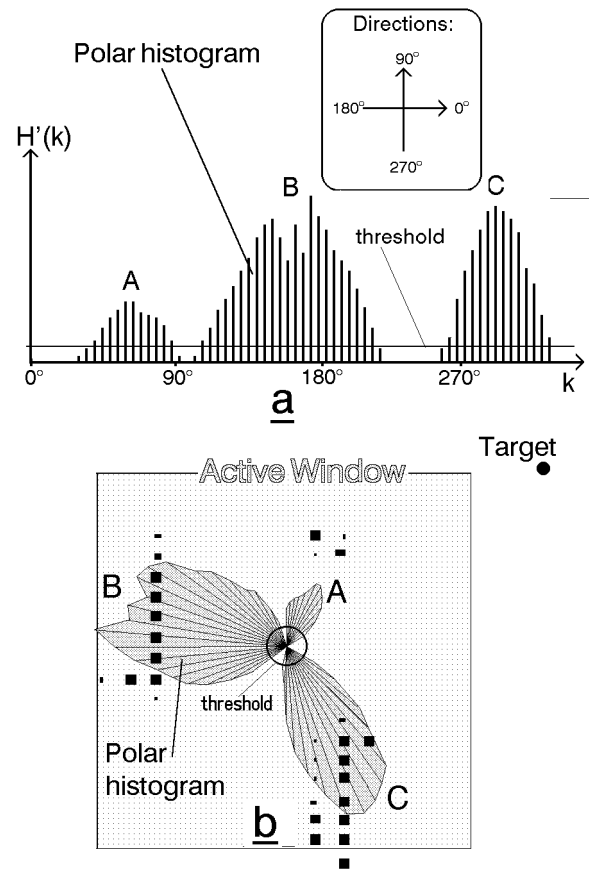 Directions:
Polar histogram
90°
180°
0°
H'(k)
270°
B
C
threshold
A
0°
90°
180°
270°
k
a
Target
Active Window
B
A
threshold
Polar
histogram
C
b